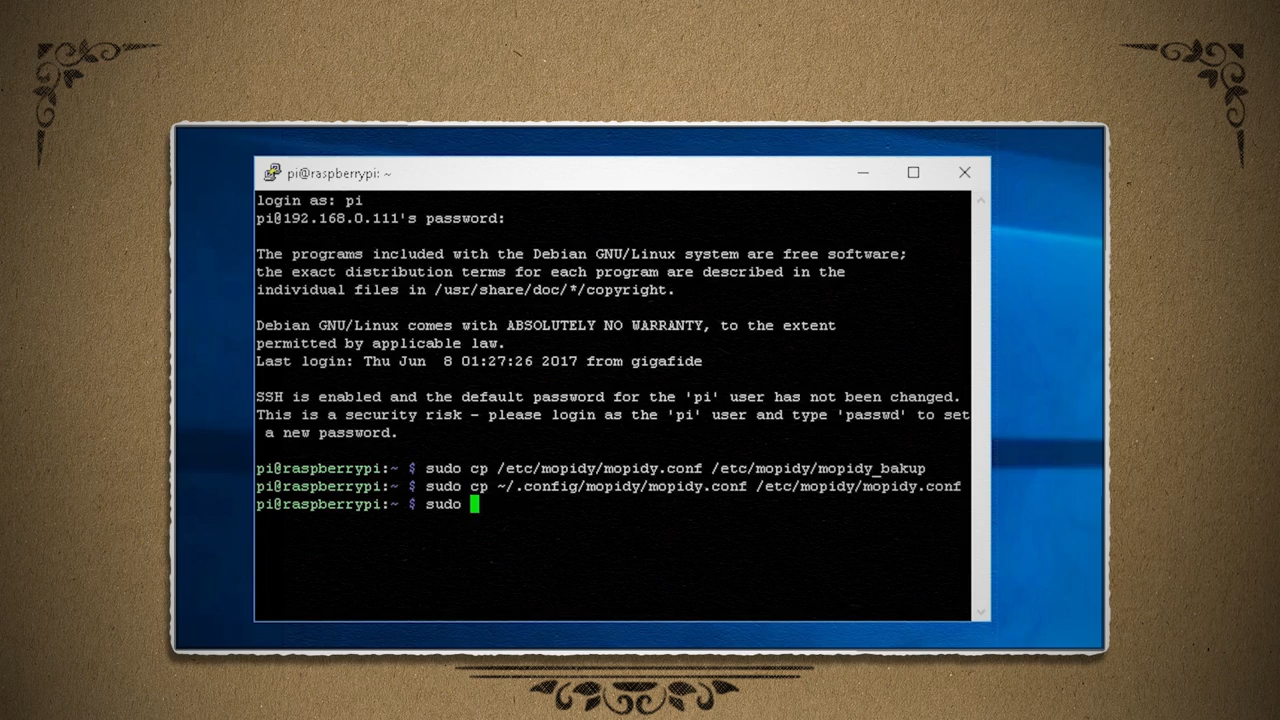 pi@raspberrypi: ~
login as: pi
pi@192.168.0.111's password:
The programs included with the Debian GNU/Linux system are free software;
the exact distribution terms for each program are described in the
individual files in /usr/share/doc/*/copyright.
Debian GNU/Linux comes with ABSOLUTELY NO WARRANTY, to the extent
permitted by applicable law.
Last login: Thu Jun  8 01:27:26 2017 from gigafide
SSH is enabled and the default password for the 'pi' user has not been changed.
This is a security risk - please login as the 'pi' user and type 'passwd' to set
 a new password.
pi@raspberrypi:~ $ sudo cp /etc/mopidy/mopidy.conf /etc/mopidy/mopidy_bakup
pi@raspberrypi:~ $ sudo cp ~/.config/mopidy/mopidy.conf /etc/mopidy/mopidy.conf
pi@raspberrypi:~ $ sudo